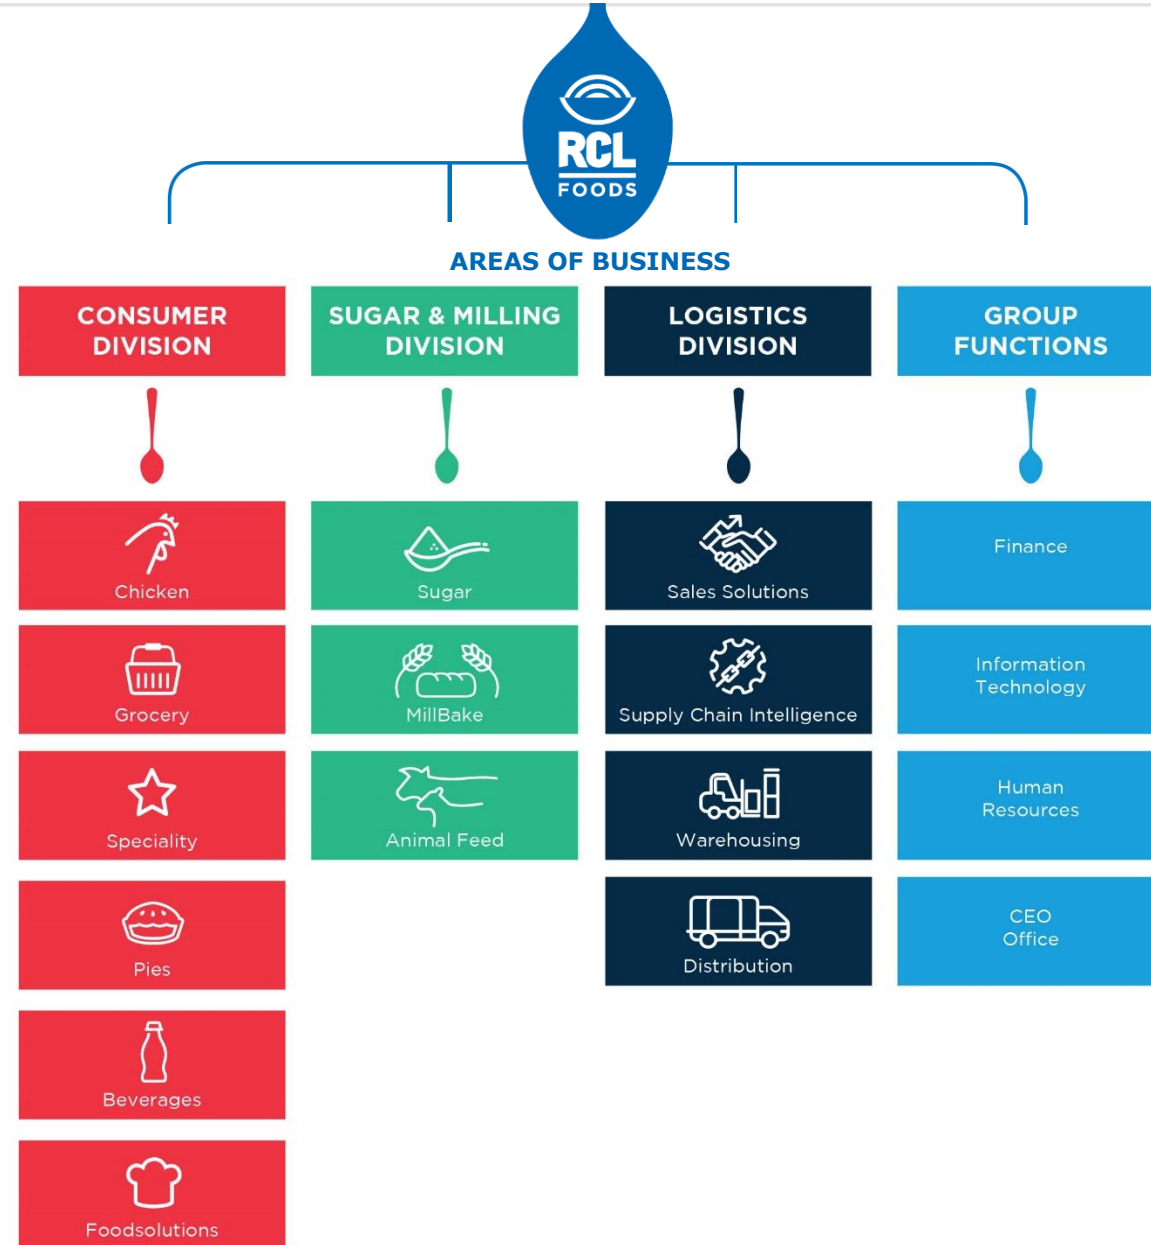 RCL
FOODS
AREAS OF BUSINESS
CONSUMER
DIVISION
Chicken
Grocery
Speciality
Pies
Beverages
Foodsolutions
SUGAR & MILLING
DIVISION
Sugar
MillBake
Animal Feed
LOGISTICS
DIVISION
Sales Solutions
Supply Chain Intelligence
Warehousing
Distribution
GROUP
FUNCTIONS
Finance
Information
Technology
Human
Resources
CEO
Office